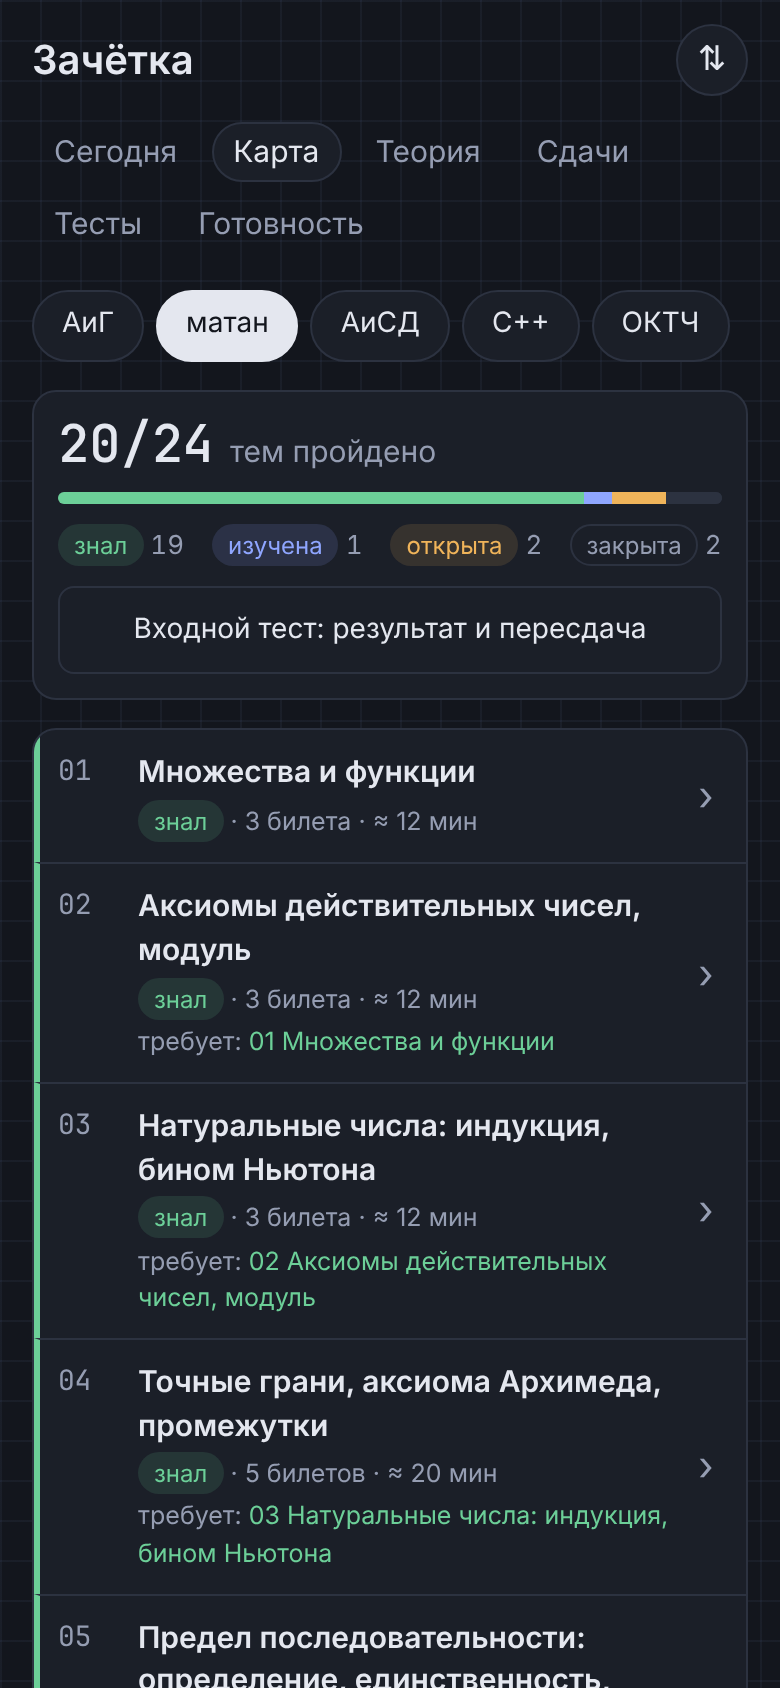 Зачётка
⇅
Сегодня Карта Теория Сдачи
Тесты Готовность
АиГ матан АиСД C++ ОКТЧ
20/24 тем пройдено
знал 19 изучена 1 открыта 2 закрыта 2
Входной тест: результат и пересдача
01 Множества и функции
знал · 3 билета · ≈ 12 мин
02 Аксиомы действительных чисел,
модуль
знал · 3 билета · ≈ 12 мин
требует: 01 Множества и функции
03 Натуральные числа: индукция,
бином Ньютона
знал · 3 билета · ≈ 12 мин
требует: 02 Аксиомы действительных
чисел, модуль
04 Точные грани, аксиома Архимеда,
промежутки
знал · 5 билетов · ≈ 20 мин
требует: 03 Натуральные числа: индукция,
бином Ньютона
05 Предел последовательности:
определение, единственность,